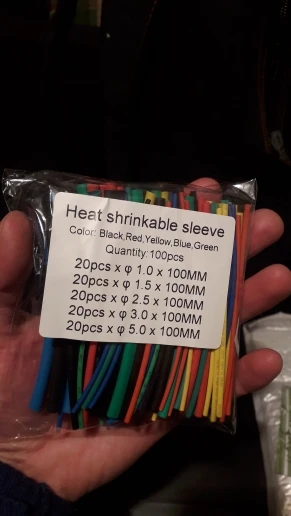 Heat shrinkable sleeve
Color: Black,Red,Yellow,Blue,Green
Quantity:100pcs
20pcs x φ 1.0 x 100MM
20pcs x φ 1.5 x 100MM
20pcs x φ 2.5 x 100MM
20pcs x φ 3.0 x 100MM
20pcs x φ 5.0 x 100MM